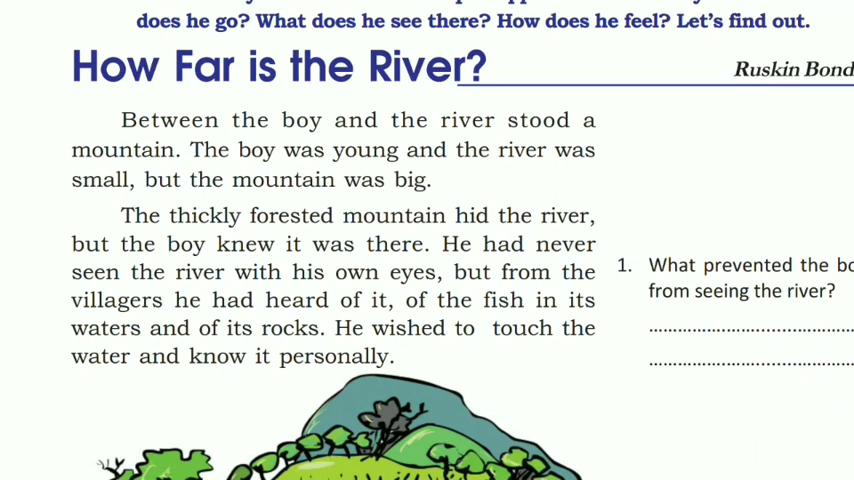 does he go? What does he see there? How does he feel? Let's find out.
How Far is the River?
Ruskin Bond
Between the boy and the river stood a
mountain. The boy was young and the river was
small, but the mountain was big.
The thickly forested mountain hid the river,
but the boy knew it was there. He had never
seen the river with his own eyes, but from the
villagers he had heard of it, of the fish in its
waters and of its rocks. He wished to touch the
water and know it personally.
1. What prevented the bo
from seeing the river?